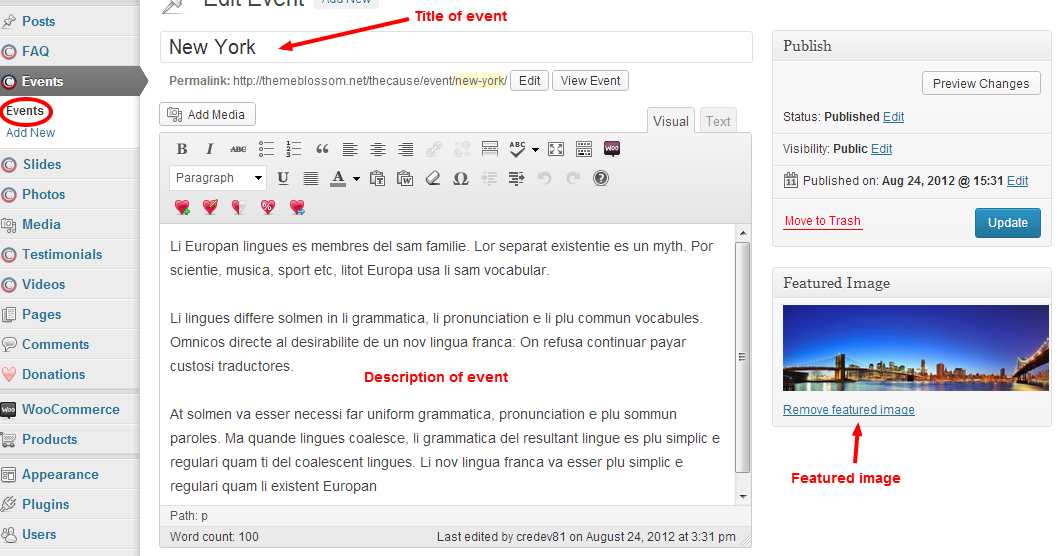 Edit Event Add New
Title of event
Posts
FAQ
Events
Events
Add New
Slides
Photos
Media
Testimonials
Videos
Pages
Comments
Donations
WooCommerce
Products
Appearance
Plugins
Users
New York
Permalink: http://themeblossom.net/thecause/event/new-york/ Edit View Event
Add Media
Visual Text
B I ABC ABC Woo
Paragraph U A Ω
Li Europan lingues es membres del sam familie. Lor separat existentie es un myth. Por
scientie, musica, sport etc, litot Europa usa li sam vocabular.
Li lingues differe solmen in li grammatica, li pronunciation e li plu commun vocabules.
Omnicos directe al desirabilite de un nov lingua franca: On refusa continuar payar
custosi traductores.
Description of event
At solmen va esser necessi far uniform grammatica, pronunciation e plu sommun
paroles. Ma quande lingues coalesce, li grammatica del resultant lingue es plu simplic e
regulari quam ti del coalescent lingues. Li nov lingua franca va esser plu simplic e
regulari quam li existent Europan
Path: p
Word count: 100 Last edited by credev81 on August 24, 2012 at 3:31 pm
Publish
Preview Changes
Status: Published Edit
Visibility: Public Edit
Published on: Aug 24, 2012 @ 15:31 Edit
Move to Trash Update
Featured Image
Remove featured image
Featured image